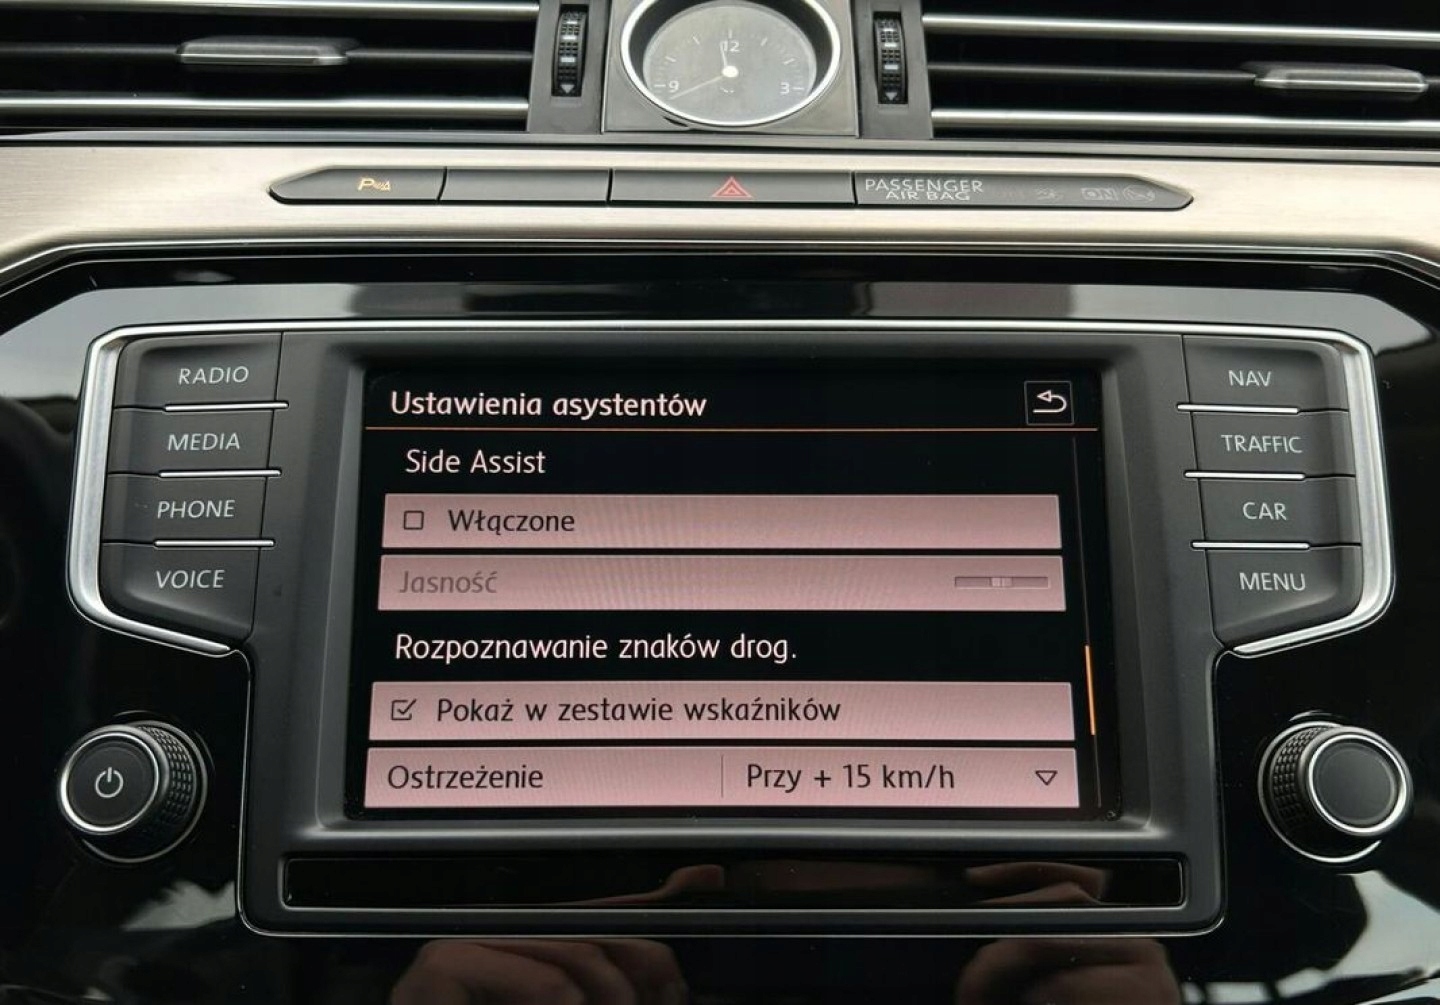 12
9
3
P
PASSENGER
AIR BAG
ON
RADIO
MEDIA
PHONE
VOICE
Ustawienia asystentów
Side Assist
Włączone
Jasność
Rozpoznawanie znaków drog.
Pokaż w zestawie wskaźników
Ostrzeżenie Przy + 15 km/h
NAV
TRAFFIC
CAR
MENU